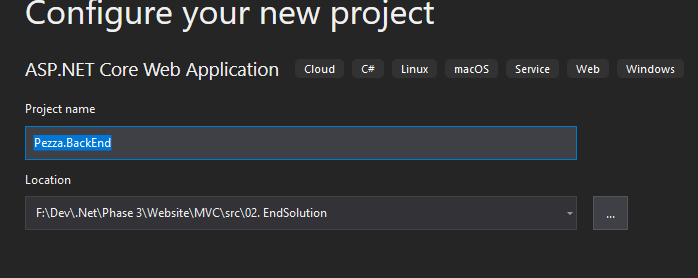 Configure your new project
ASP.NET Core Web Application Cloud C# Linux macOS Service Web Windows
Project name
Pezza.BackEnd
Location
F:\Dev\.Net\Phase 3\Website\MVC\src\02. EndSolution ...